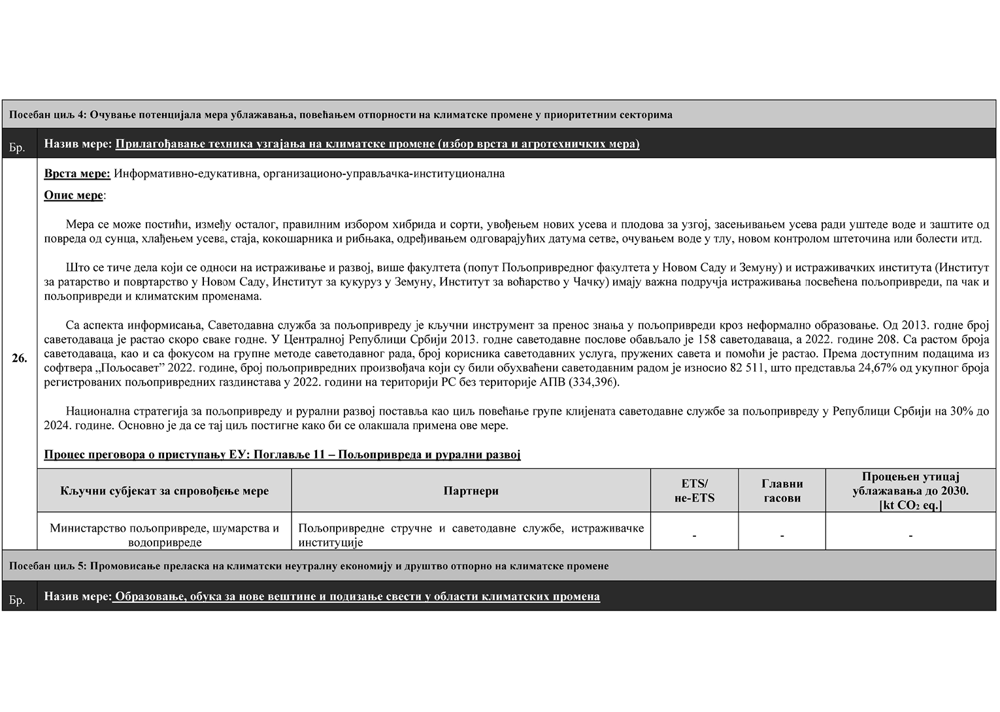 Посебан циљ 4: Очување потенцијала мера ублажавања, повећањем отпорности на климатске промене у приоритетним секторима
Бр.
Назив мере: Прилагођавање техника узгајања на климатске промене (избор врста и агротехничких мера)
26.
Врста мере: Информативно-едукативна, организационо-управљачка-институционална
Опис мере:
Мера се може постићи, између осталог, правилним избором хибрида и сорти, увођењем нових усева и плодова за узгој, засењивањем усева ради уштеде воде и заштите од
повреда од сунца, хлађењем усева, стаја, кокошарника и рибњака, одређивањем одговарајућих датума сетве, очувањем воде у тлу, новом контролом штеточина или болести итд.
Што се тиче дела који се односи на истраживање и развој, више факултета (попут Пољопривредног факултета у Новом Саду и Земуну) и истраживачких института (Институт
за ратарство и повртарство у Новом Саду, Институт за кукуруз у Земуну, Институт за воћарство у Чачку) имају важна подручја истраживања посвећена пољопривреди, па чак и
пољопривреди и климатским променама.
Са аспекта информисања, Саветодавна служба за пољопривреду је кључни инструмент за пренос знања у пољопривреди кроз неформално образовање. Од 2013. годне број
саветодаваца је растао скоро сваке годне. У Централној Републици Србији 2013. годне саветодавне послове обављало је 158 саветодаваца, а 2022. године 208. Са растом броја
саветодаваца, као и са фокусом на групне методе саветодавног рада, број корисника саветодавних услуга, пружених савета и помоћи је растао. Према доступним подацима из
софтвера „Пољосавет” 2022. године, број пољопривредних произвођача који су били обухваћени саветодавним радом је износио 82 511, што представља 24,67% од укупног броја
регистрованих пољопривредних газдинстава у 2022. години на територији РС без територије АПВ (334,396).
Национална стратегија за пољопривреду и рурални развој поставља као циљ повећање групе клијената саветодавне службе за пољопривреду у Републици Србији на 30% до
2024. године. Основно је да се тај циљ постигне како би се олакшала примена ове мере.
Процес преговора о приступању ЕУ: Поглавље 11 – Пољопривреда и рурални развој
Кључни субјекат за спровођење мере
Партнери
ETS/
не-ETS
Главни
гасови
Процењен утицај
ублажавања до 2030.
[kt CO₂ eq.]
Министарство пољопривреде, шумарства и
водопривреде
Пољопривредне стручне и саветодавне службе, истраживачке
институције
-
-
-
Посебан циљ 5: Промовисање преласка на климатски неутралну економију и друштво отпорно на климатске промене
Бр.
Назив мере: Образовање, обука за нове вештине и подизање свести у области климатских промена